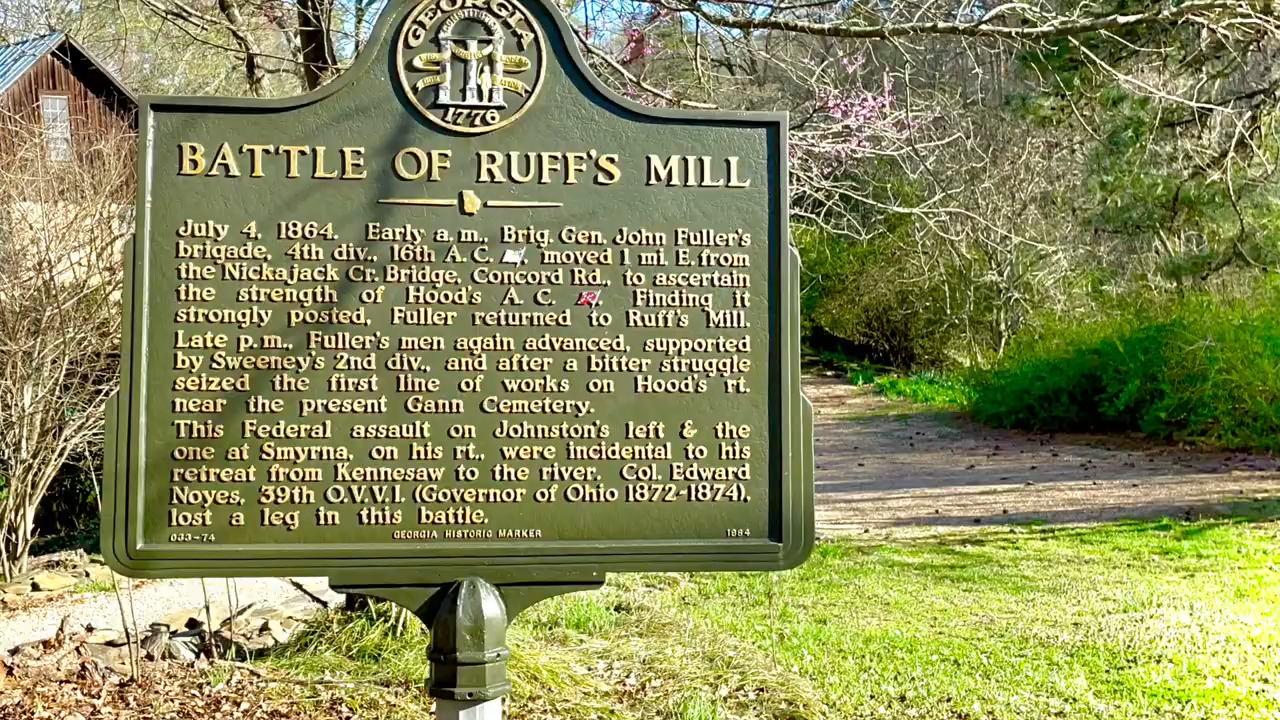 GEORGIA
CONSTITUTION
1776
BATTLE OF RUFF'S MILL
July 4, 1864. Early a.m., Brig. Gen. John Fuller's
brigade, 4th div., 16th A. C. , moved 1 mi. E. from
the Nickajack Cr. Bridge, Concord Rd., to ascertain
the strength of Hood's A. C. . Finding it
strongly posted, Fuller returned to Ruff's Mill.
Late p.m., Fuller's men again advanced, supported
by Sweeney's 2nd div., and after a bitter struggle
seized the first line of works on Hood's rt.
near the present Gann Cemetery.
This Federal assault on Johnston's left & the
one at Smyrna, on his rt., were incidental to his
retreat from Kennesaw to the river. Col. Edward
Noyes, 39th O.V.V.I. (Governor of Ohio 1872-1874),
lost a leg in this battle.
033-74 GEORGIA HISTORIC MARKER 1984